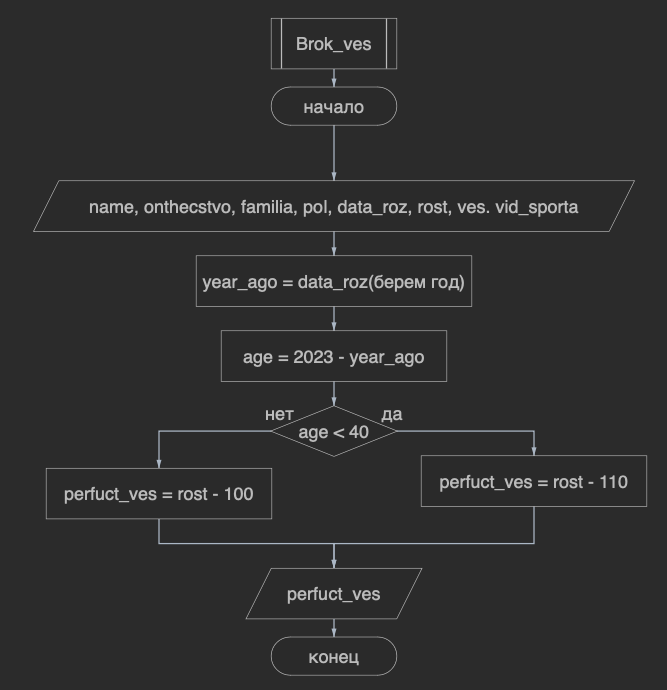 Brok_ves
начало
name, onthecstvo, familia, pol, data_roz, rost, ves. vid_sporta
year_ago = data_roz(берем год)
age = 2023 - year_ago
нет
да
age < 40
perfuct_ves = rost - 100
perfuct_ves = rost - 110
perfuct_ves
конец